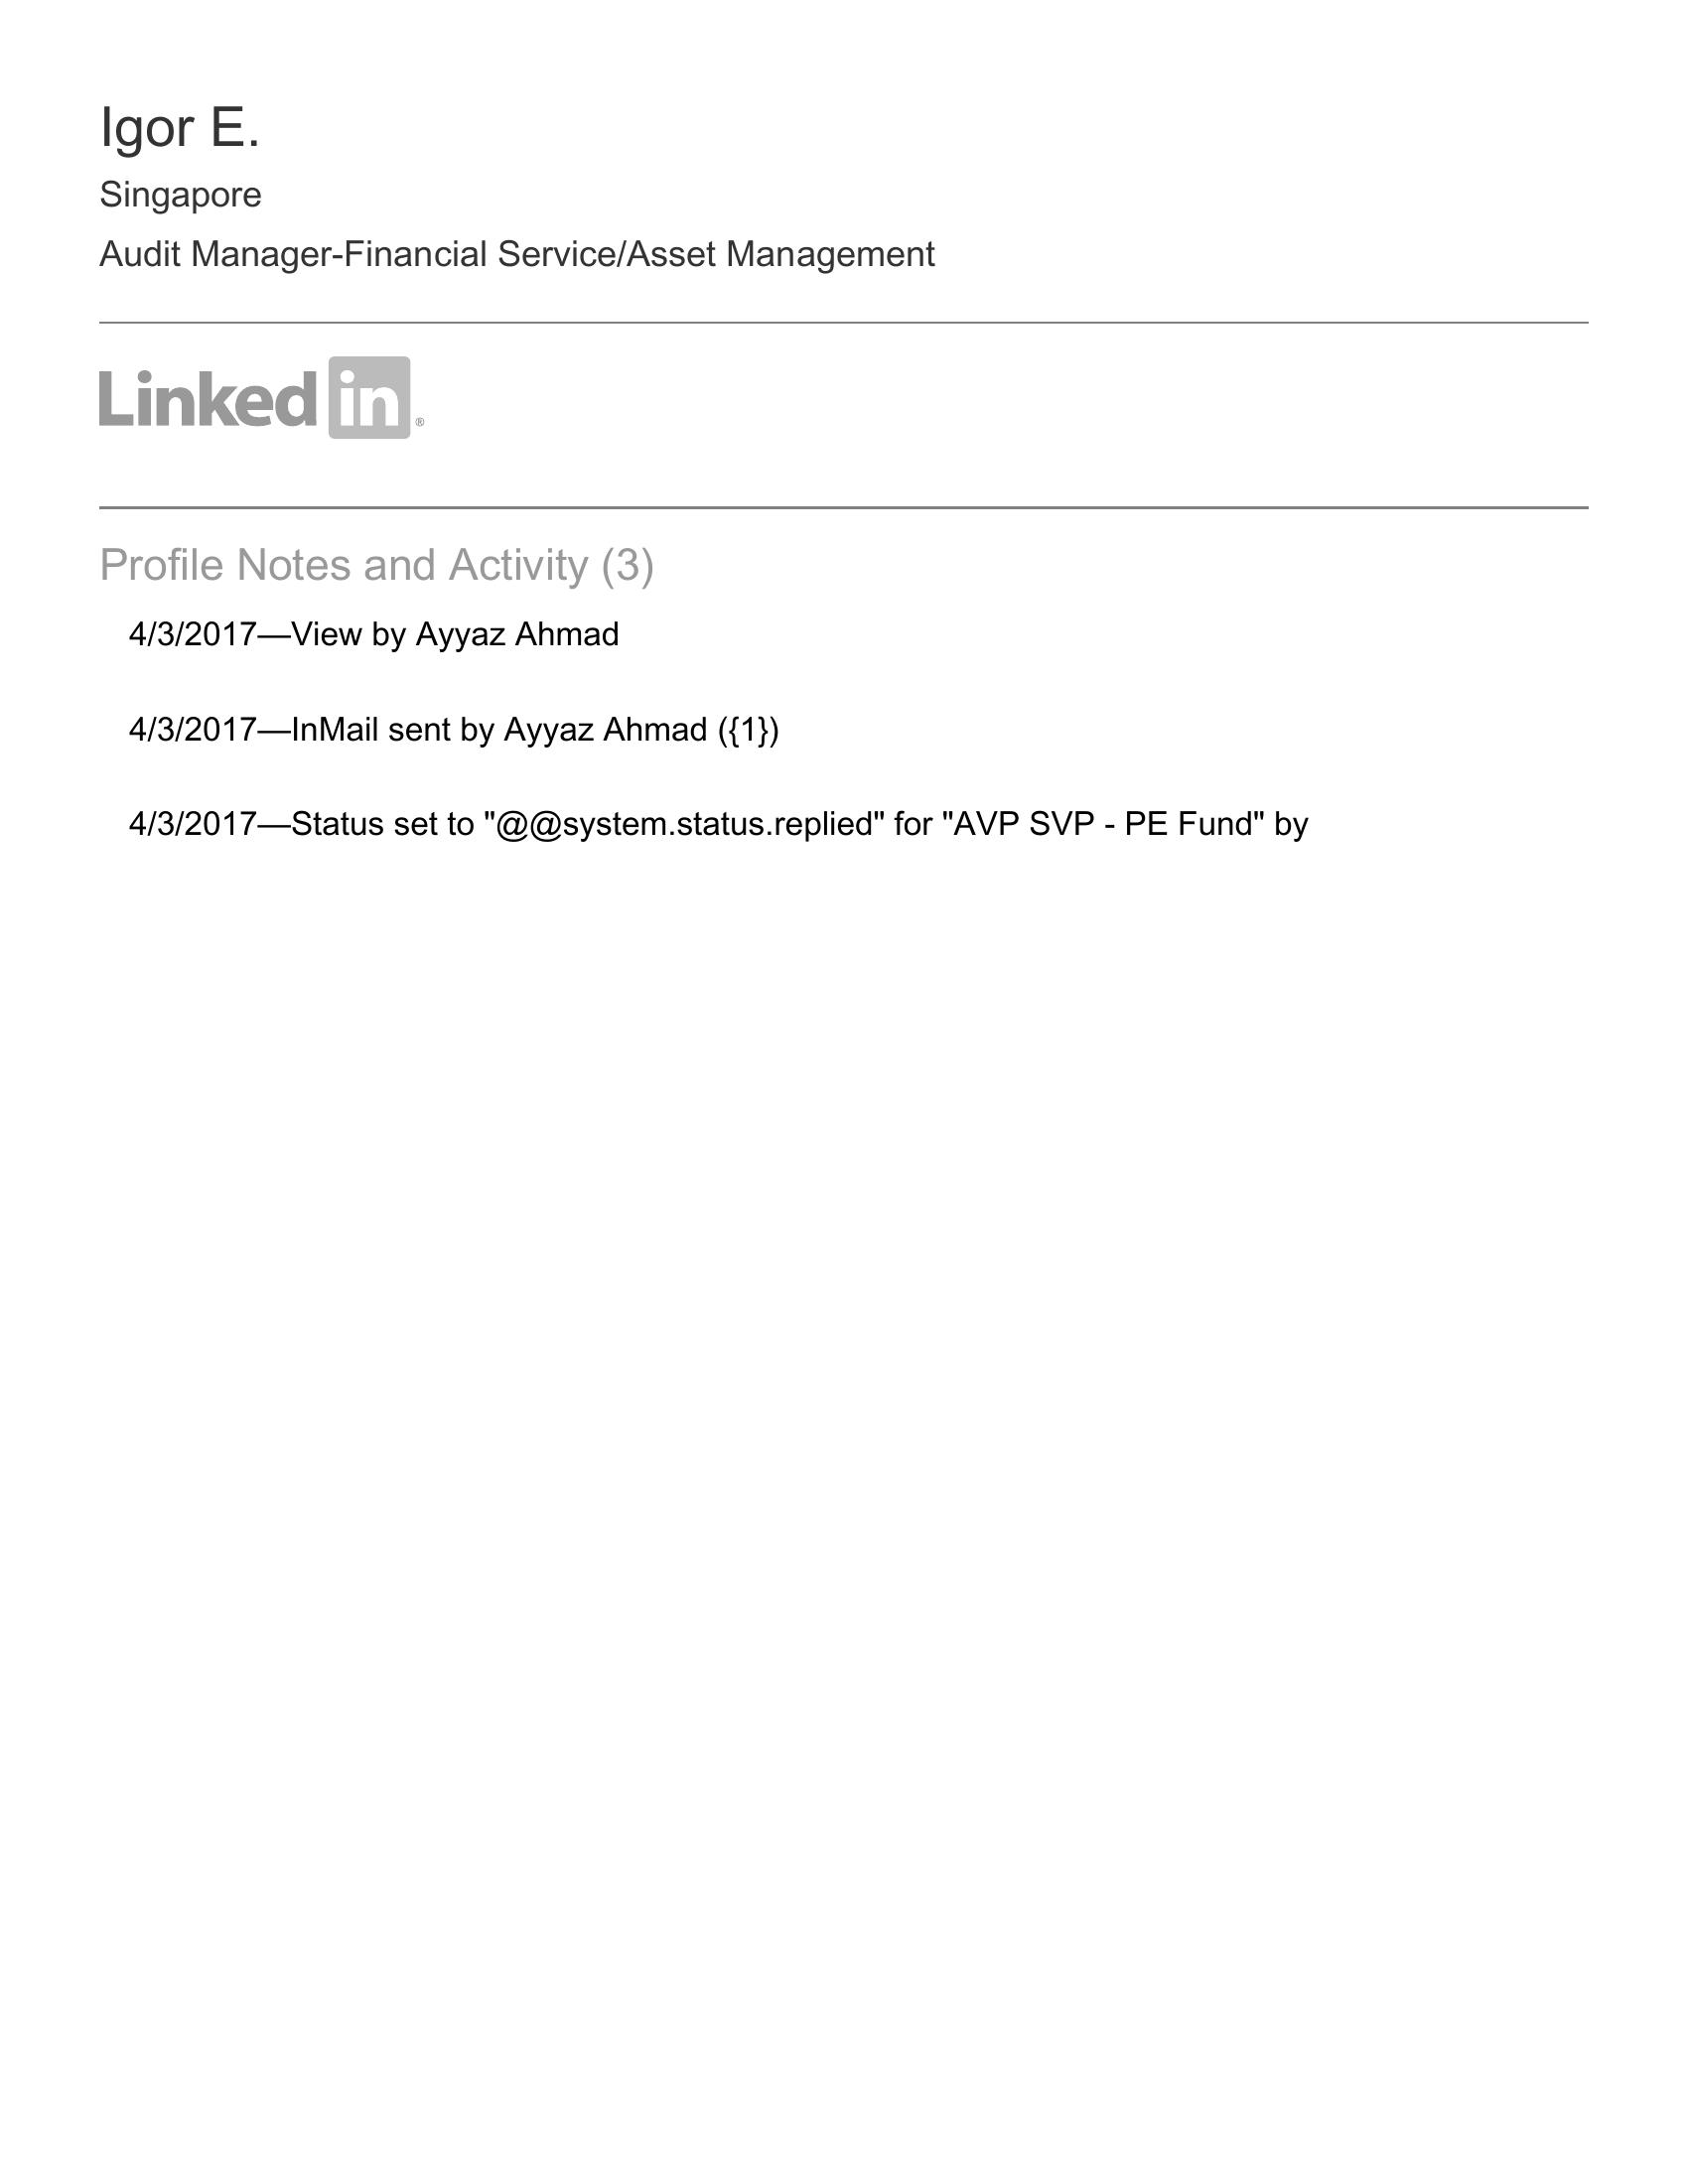 Igor E.
Singapore
Audit Manager-Financial Service/Asset Management
Linked in ®
Profile Notes and Activity (3)
4/3/2017—View by Ayyaz Ahmad
4/3/2017—InMail sent by Ayyaz Ahmad ({1})
4/3/2017—Status set to "@@system.status.replied" for "AVP SVP - PE Fund" by